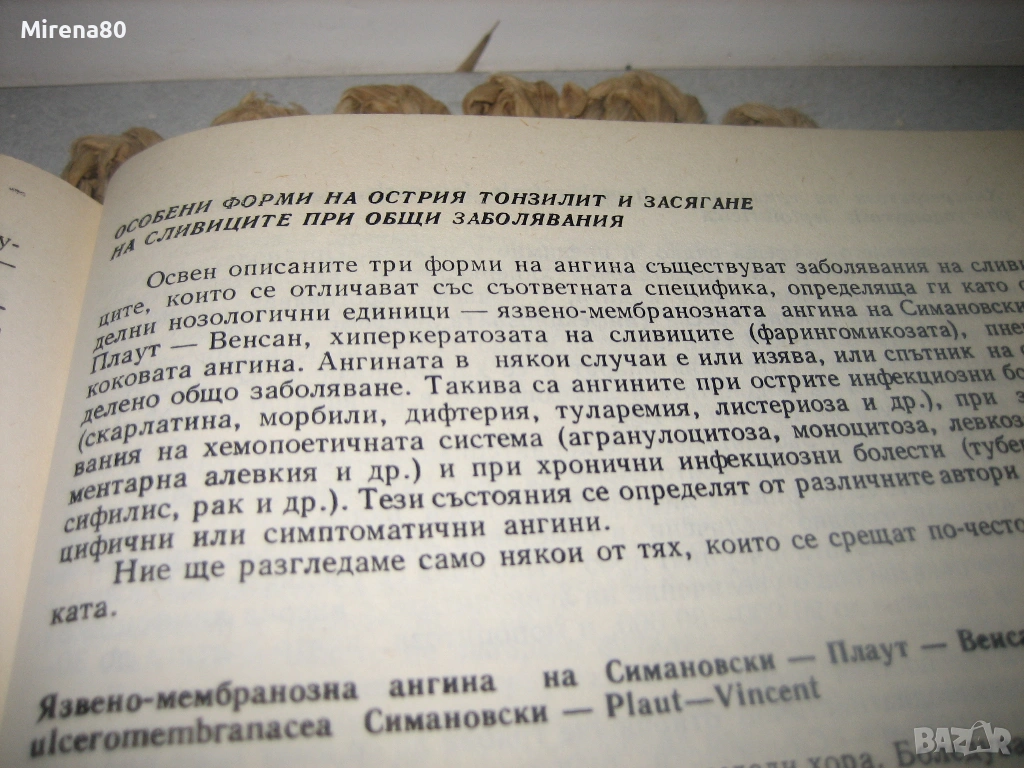 Mirena80
ОСОБЕНИ ФОРМИ НА ОСТРИЯ ТОНЗИЛИТ И ЗАСЯГАНЕ
НА СЛИВИЦИТЕ ПРИ ОБЩИ ЗАБОЛЯВАНИЯ
Освен описаните три форми на ангина съществуват заболявания на сливи
ците, които се отличават със съответната специфика, определяща ги като о
делни нозологични единици — язвено-мембранозната ангина на Симановски
Плаут — Венсан, хиперкератозата на сливиците (фарингомикозата), пнев
коковата ангина. Ангината в някои случаи е или изява, или спътник на о
делено общо заболяване. Такива са ангините при острите инфекциозни бо
(скарлатина, морбили, дифтерия, туларемия, листериоза и др.), при з
вания на хемопоетичната система (агранулоцитоза, моноцитоза, левкоз
ментарна алевкия и др.) и при хронични инфекциозни болести (тубе
сифилис, рак и др.). Тези състояния се определят от различните автори
цифични или симптоматични ангини.
Ние ще разгледаме само някои от тях, които се срещат по-често
ката.
Язвено-мембранозна ангина на Симановски — Плаут — Венса
ulceromembranacea Симановски — Plaut—Vincent
хора. Боледув
BAZAR